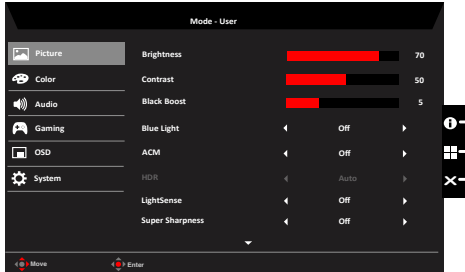 Mode - User
Picture
Brightness 70
Color
Contrast 50
Audio
Black Boost 5
Gaming
Blue Light Off
OSD
ACM Off
System
HDR Auto
LightSense Off
Super Sharpness Off
Move Enter